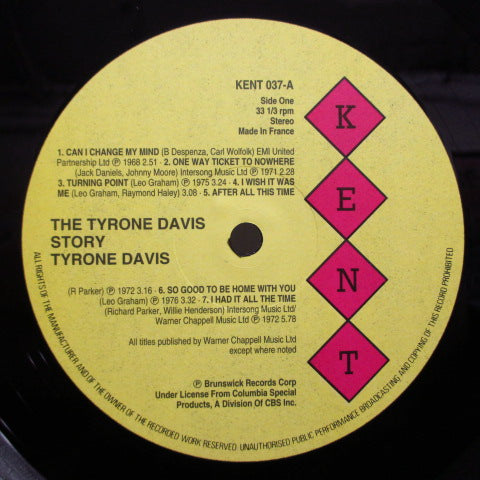 KENT 037-A
Side One
33 1/3 rpm
Stereo
Made In France
K
E
N
T
1. CAN I CHANGE MY MIND (B Despenza, Carl Wolfolk) EMI United
Partnership Ltd ℗ 1968 2.51 · 2. ONE WAY TICKET TO NOWHERE
(Jack Daniels, Johnny Moore) Intersong Music Ltd ℗ 1971 2.28
3. TURNING POINT (Leo Graham) ℗ 1975 3.24 · 4. I WISH IT WAS
ME (Leo Graham, Raymond Haley) 3.08 · 5. AFTER ALL THIS TIME
THE TYRONE DAVIS
STORY
TYRONE DAVIS
(R Parker) ℗ 1972 3.16 · 6. SO GOOD TO BE HOME WITH YOU
(Leo Graham) ℗ 1976 3.32 · 7. I HAD IT ALL THE TIME
(Richard Parker, Willie Henderson) Intersong Music Ltd/
Warner Chappell Music Ltd ℗ 1972 5.78
All titles published by Warner Chappell Music Ltd
except where noted
℗ Brunswick Records Corp
Under License From Columbia Special
Products, A Division Of CBS Inc.
ALL RIGHTS OF THE MANUFACTURER AND OF THE OWNER OF THE RECORDED WORK RESERVED. UNAUTHORISED PUBLIC PERFORMANCE BROADCASTING AND COPYING OF THIS RECORD PROHIBITED